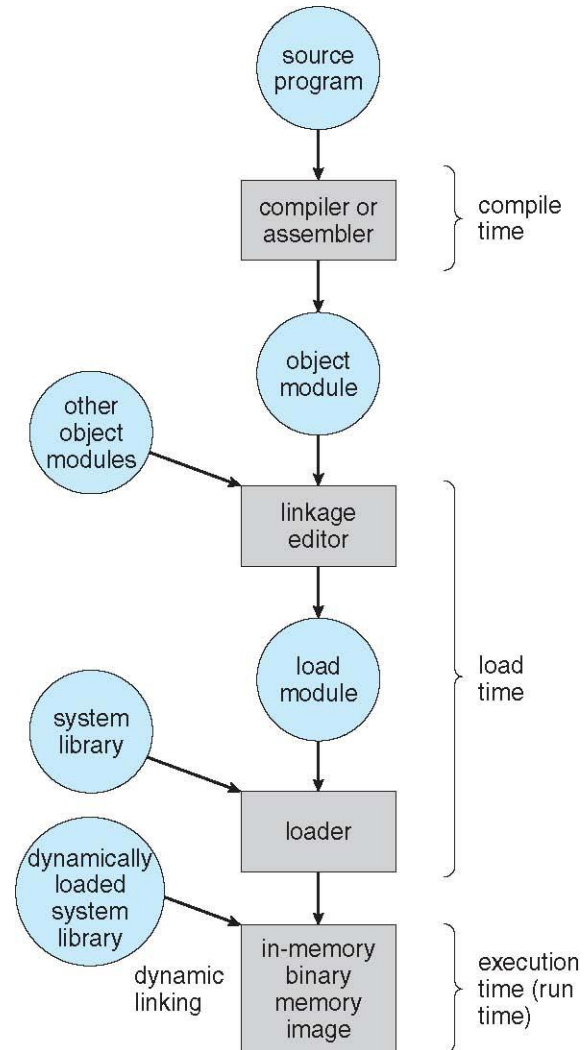 source
program
compiler or
assembler
compile
time
object
module
other
object
modules
linkage
editor
load
module
load
time
system
library
loader
dynamically
loaded
system
library
dynamic
linking
in-memory
binary
memory
image
execution
time (run
time)